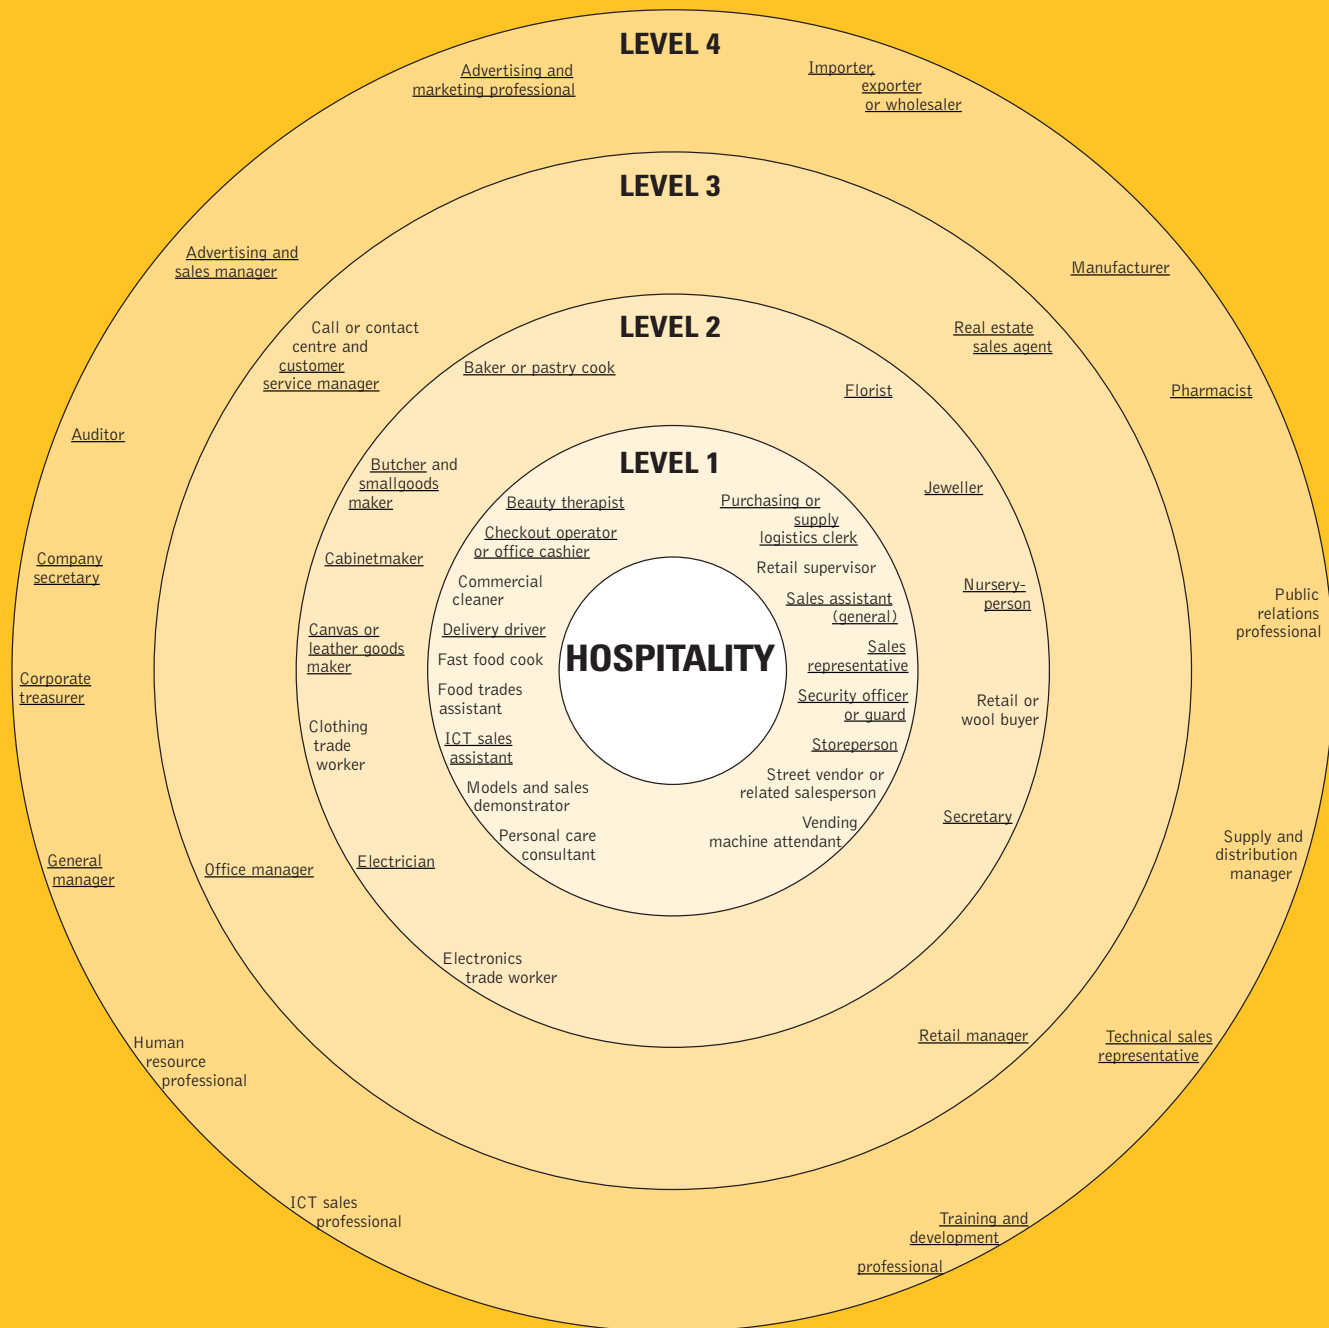 LEVEL 4
Advertising and
marketing professional
Importer,
exporter
or wholesaler
Advertising and
sales manager
Manufacturer
Pharmacist
Auditor
Company
secretary
Public
relations
professional
Corporate
treasurer
General
manager
Supply and
distribution
manager
Human
resource
professional
Technical sales
representative
ICT sales
professional
Training and
development
professional
LEVEL 3
Call or contact
centre and
customer
service manager
Real estate
sales agent
Office manager
Retail manager
LEVEL 2
Baker or pastry cook
Florist
Butcher and
smallgoods
maker
Jeweller
Cabinetmaker
Nursery-
person
Canvas or
leather goods
maker
Retail or
wool buyer
Clothing
trade
worker
Secretary
Electrician
Electronics
trade worker
LEVEL 1
Beauty therapist
Checkout operator
or office cashier
Commercial
cleaner
Delivery driver
Fast food cook
Food trades
assistant
ICT sales
assistant
Models and sales
demonstrator
Personal care
consultant
Purchasing or
supply
logistics clerk
Retail supervisor
Sales assistant
(general)
Sales
representative
Security officer
or guard
Storeperson
Street vendor or
related salesperson
Vending
machine attendant
HOSPITALITY